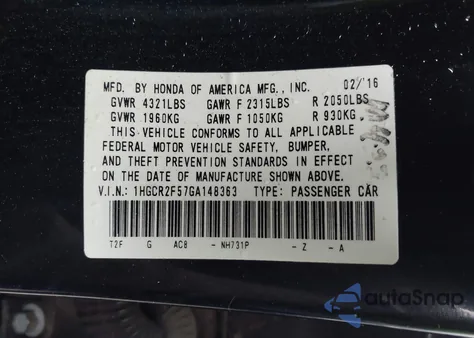 MFD. BY HONDA OF AMERICA MFG., INC. 02/'16
GVWR 4321LBS GAWR F 2315LBS R 2050LBS
GVWR 1960KG GAWR F 1050KG R 930KG
THIS VEHICLE CONFORMS TO ALL APPLICABLE
FEDERAL MOTOR VEHICLE SAFETY, BUMPER,
AND THEFT PREVENTION STANDARDS IN EFFECT
ON THE DATE OF MANUFACTURE SHOWN ABOVE.
V.I.N.: 1HGCR2F57GA148363 TYPE: PASSENGER CAR
T2F G AC8 - NH731P - Z - A
autoSnap